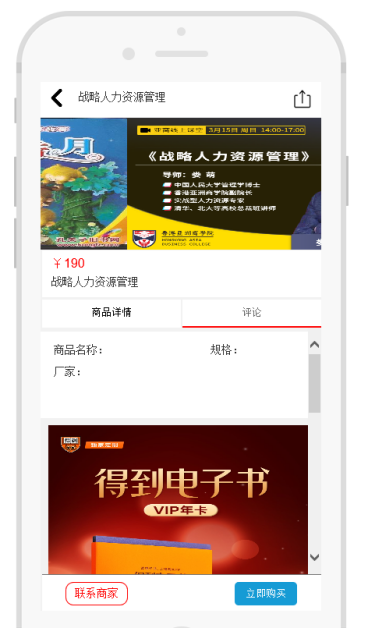 战略人力资源管理
3月15日 周日 14:00-17:00
月
《战略人力资源管理》
导师：娄 萌
中国人民大学管理学博士
香港亚洲商学院副院长
实战型人力资源专家
清华、北大等高校总裁班讲师
香港亚洲商学院
HONGKONG ASIA
BUSINESS COLLEGE
￥190
战略人力资源管理
商品详情
评论
商品名称：
规格：
厂家：
得到电子书
VIP年卡
联系商家
立即购买